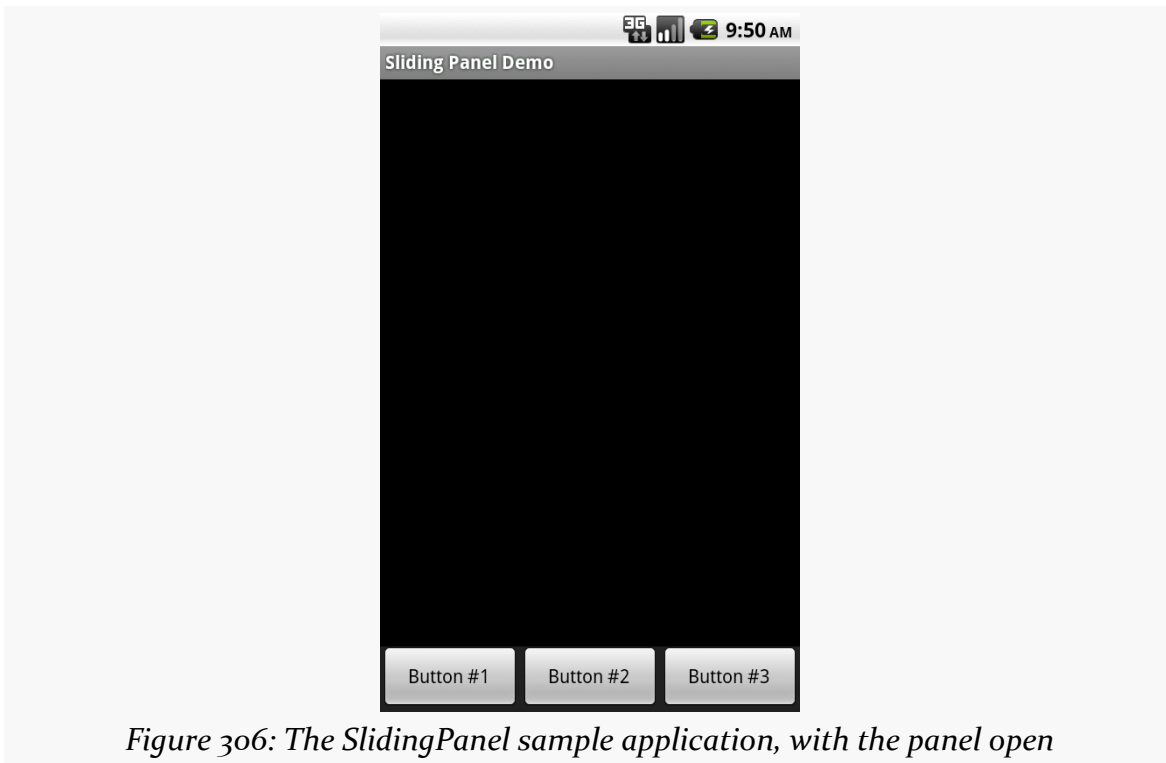 3G 9:50 AM
Sliding Panel Demo
Button #1 Button #2 Button #3
Figure 306: The SlidingPanel sample application, with the panel open